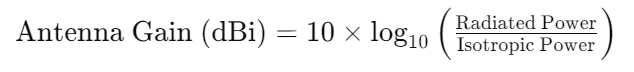 Antenna Gain (dBi) = 10 × log₁₀ (Radiated Power / Isotropic Power)